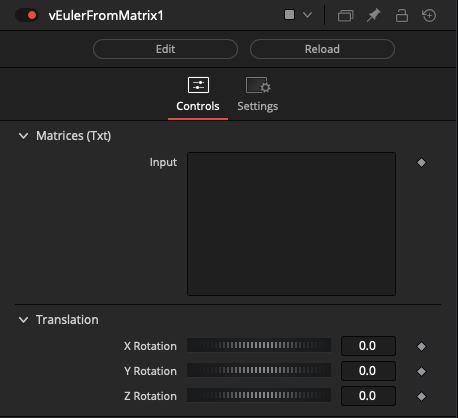 vEulerFromMatrix1
Edit Reload
Controls Settings
Matrices (Txt)
Input
Translation
X Rotation 0.0
Y Rotation 0.0
Z Rotation 0.0